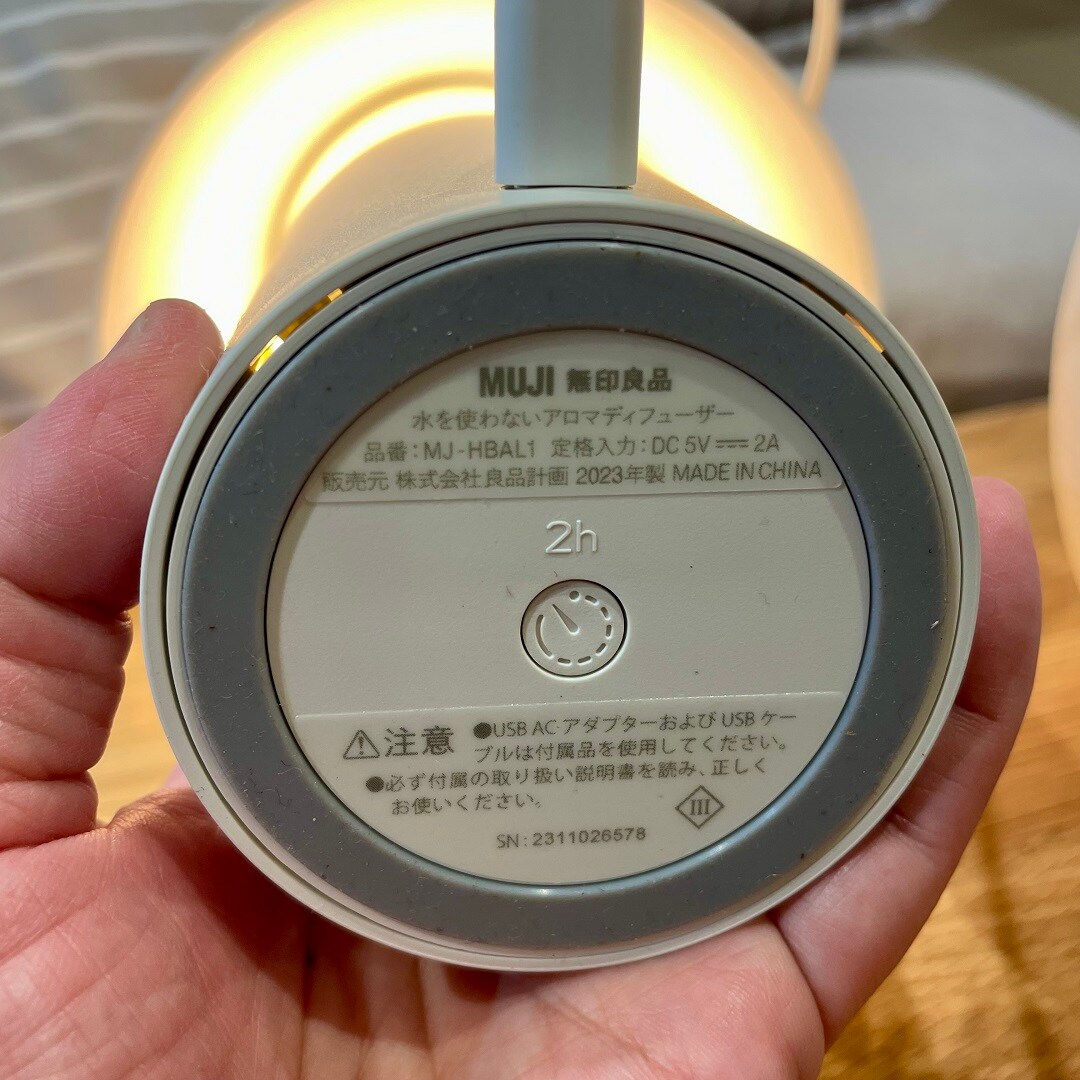 MUJI 無印良品
水を使わないアロマディフューザー
品番：MJ-HBAL1 定格入力：DC 5V ⎓ 2A
販売元 株式会社良品計画 2023年製 MADE IN CHINA
2h
⚠注意 ●USB AC アダプターおよび USB ケー
ブルは付属品を使用してください。
●必ず付属の取り扱い説明書を読み、正しく
お使いください。
III
SN : 2311026578